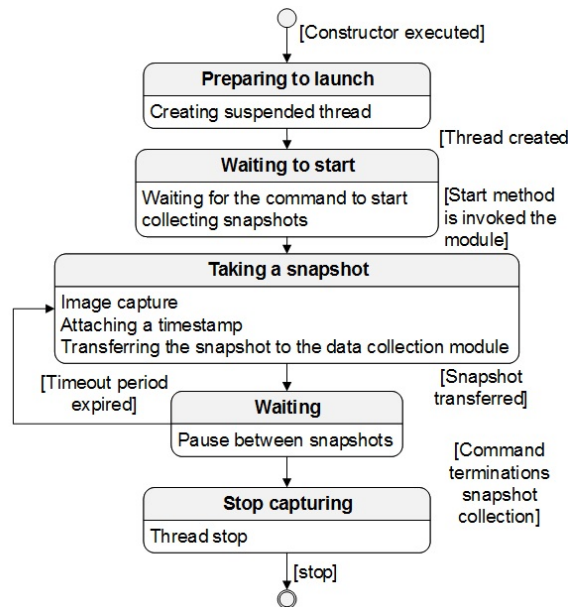 [Constructor executed]
Preparing to launch
Creating suspended thread
[Thread created]
Waiting to start
Waiting for the command to start
collecting snapshots
[Start method
is invoked the
module]
Taking a snapshot
Image capture
Attaching a timestamp
Transferring the snapshot to the data collection module
[Timeout period
expired]
[Snapshot
transferred]
Waiting
Pause between snapshots
[Command
terminations
snapshot
collection]
Stop capturing
Thread stop
[stop]